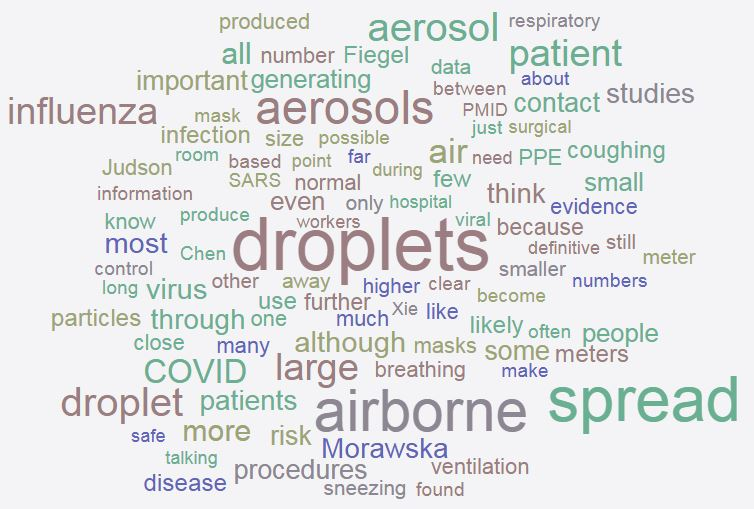 produced aerosol respiratory
all number Fiegel data patient
important generating between about
influenza aerosols PMID contact studies
mask just surgical
infection size possible air need PPE coughing
room based point far during
Judson SARS normal few think small
information even only hospital evidence
know produce workers viral because
most Chen droplets definitive still meter
control other away higher clear smaller numbers
long virus use further Xie like become
particles through one much likely often people
close many although masks some meters
COVID large breathing make
droplet patients airborne spread
safe more risk Morawska
talking procedures ventilation
disease sneezing found